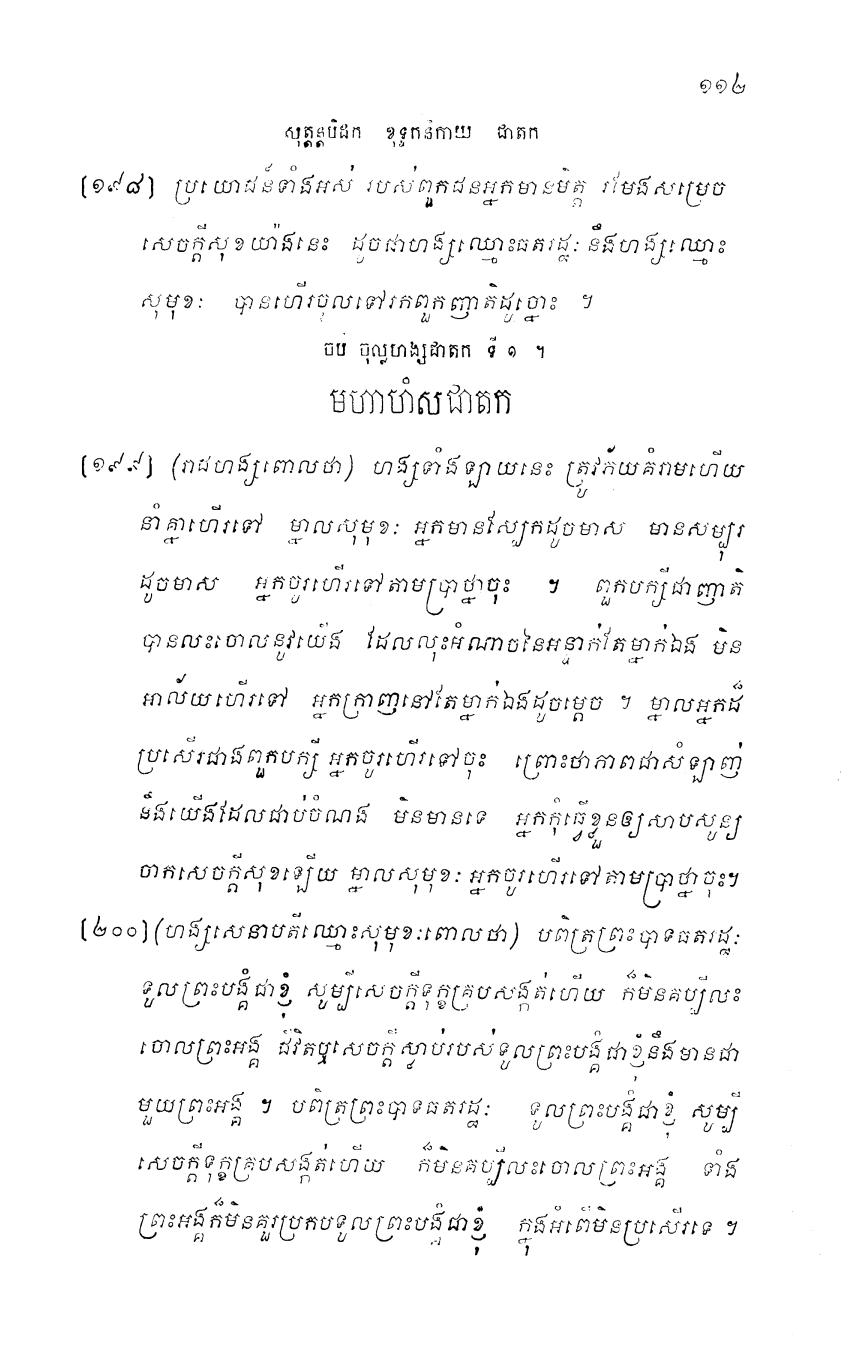 ១១២
សុត្តន្តបិដក ខុទ្ទកនិកាយ ជាតក
[១៩៨] ប្រយោជន៍ទាំងអស់ របស់ពួកជនអ្នកមានមិត្ត រមែងសម្រេច
សេចក្តីសុខយ៉ាងនេះ ដូចជាហង្សឈ្មោះធតរដ្ឋៈ នឹងហង្សឈ្មោះ
សុមុខៈ បានហើរចូលទៅរកពួកញាតិដូច្នោះ ។
ចប់ ចុល្លហង្សជាតក ទី ១ ។
មហាហំសជាតក
[១៩៩] (រាជហង្សពោលថា) ហង្សទាំងឡាយនេះ ត្រូវភ័យគំរាមហើយ
នាំគ្នាហើរទៅ ម្នាលសុមុខៈ អ្នកមានស្បែកដូចមាស មានសម្បុរ
ដូចមាស អ្នកចូរហើរទៅតាមប្រាថ្នាចុះ ។ ពួកបក្សីជាញាតិ
បានលះចោលនូវយើង ដែលលុះអំណាចនៃអន្ទាក់តែម្នាក់ឯង មិន
អាល័យហើរទៅ អ្នកក្រាញនៅតែម្នាក់ឯងដូចម្តេច ។ ម្នាលអ្នកដ៏
ប្រសើរជាងពួកបក្សី អ្នកចូរហើរទៅចុះ ព្រោះថាភាពជាសំឡាញ់
នឹងយើងដែលជាប់ចំណង មិនមានទេ អ្នកកុំធ្វើខ្លួនឲ្យសាបសូន្យ
ចាកសេចក្តីសុខឡើយ ម្នាលសុមុខៈ អ្នកចូរហើរទៅតាមប្រាថ្នាចុះ។
[២០០] (ហង្សសេនាបតីឈ្មោះសុមុខៈពោលថា) បពិត្រព្រះបាទធតរដ្ឋៈ
ទូលព្រះបង្គំជាខ្ញុំ សូម្បីសេចក្តីទុក្ខគ្របសង្កត់ហើយ ក៏មិនគប្បីលះ
ចោលព្រះអង្គ ជីវិតឬសេចក្តីស្លាប់របស់ទូលព្រះបង្គំជាខ្ញុំនឹងមានជា
មួយព្រះអង្គ ។ បពិត្រព្រះបាទធតរដ្ឋៈ ទូលព្រះបង្គំជាខ្ញុំ សូម្បី
សេចក្តីទុក្ខគ្របសង្កត់ហើយ ក៏មិនគប្បីលះចោលព្រះអង្គ ទាំង
ព្រះអង្គក៏មិនគួរប្រកបទូលព្រះបង្គំជាខ្ញុំ ក្នុងអំពើមិនប្រសើរទេ ។